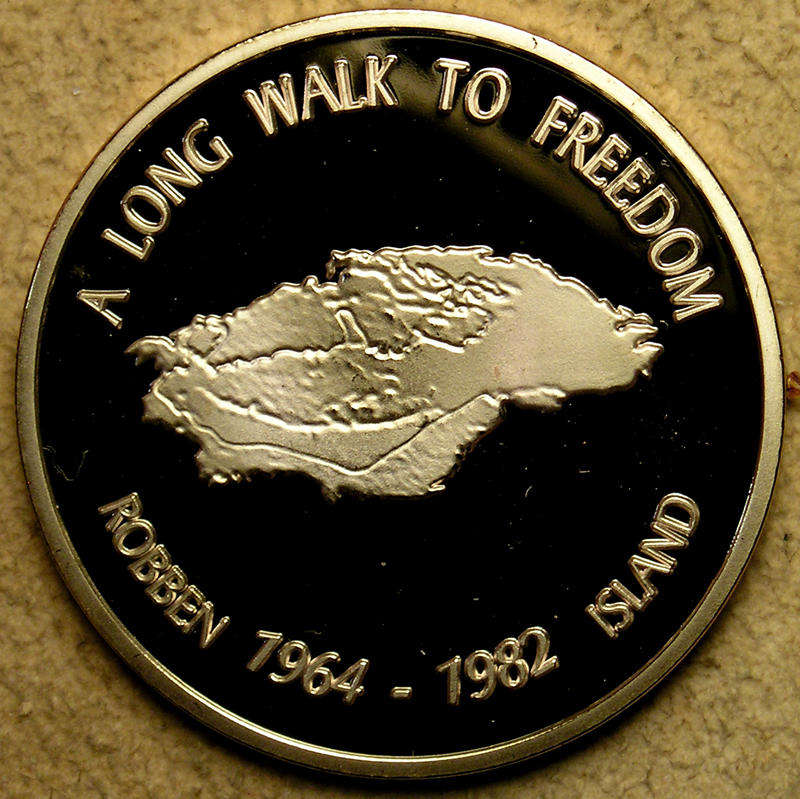 A LONG WALK TO FREEDOM
ROBBEN 1964 - 1982 ISLAND